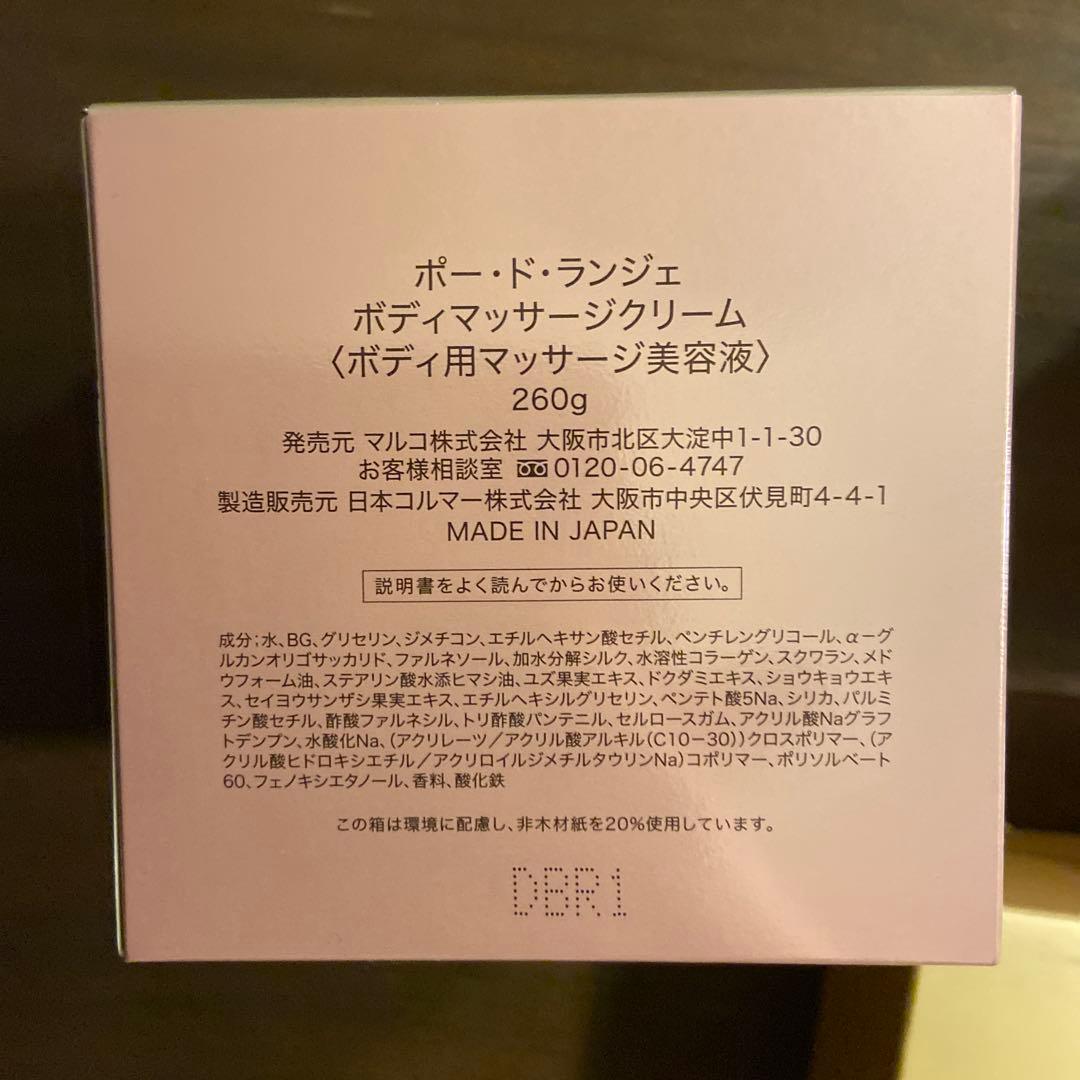 ポー・ド・ランジェ
ボディマッサージクリーム
〈ボディ用マッサージ美容液〉
260g
発売元 マルコ株式会社 大阪市北区大淀中1-1-30
お客様相談室 0120-06-4747
製造販売元 日本コルマー株式会社 大阪市中央区伏見町4-4-1
MADE IN JAPAN
説明書をよく読んでからお使いください。
成分；水、BG、グリセリン、ジメチコン、エチルヘキサン酸セチル、ペンチレングリコール、α－グ
ルカンオリゴサッカリド、ファルネソール、加水分解シルク、水溶性コラーゲン、スクワラン、メド
ウフォーム油、ステアリン酸水添ヒマシ油、ユズ果実エキス、ドクダミエキス、ショウキョウエキ
ス、セイヨウサンザシ果実エキス、エチルヘキシルグリセリン、ペンテト酸5Na、シリカ、パルミ
チン酸セチル、酢酸ファルネシル、トリ酢酸パンテニル、セルロースガム、アクリル酸Naグラフ
トデンプン、水酸化Na、（アクリレーツ／アクリル酸アルキル（C10－30））クロスポリマー、（ア
クリル酸ヒドロキシエチル／アクリロイルジメチルタウリンNa）コポリマー、ポリソルベート
60、フェノキシエタノール、香料、酸化鉄
この箱は環境に配慮し、非木材紙を20%使用しています。
DBR1